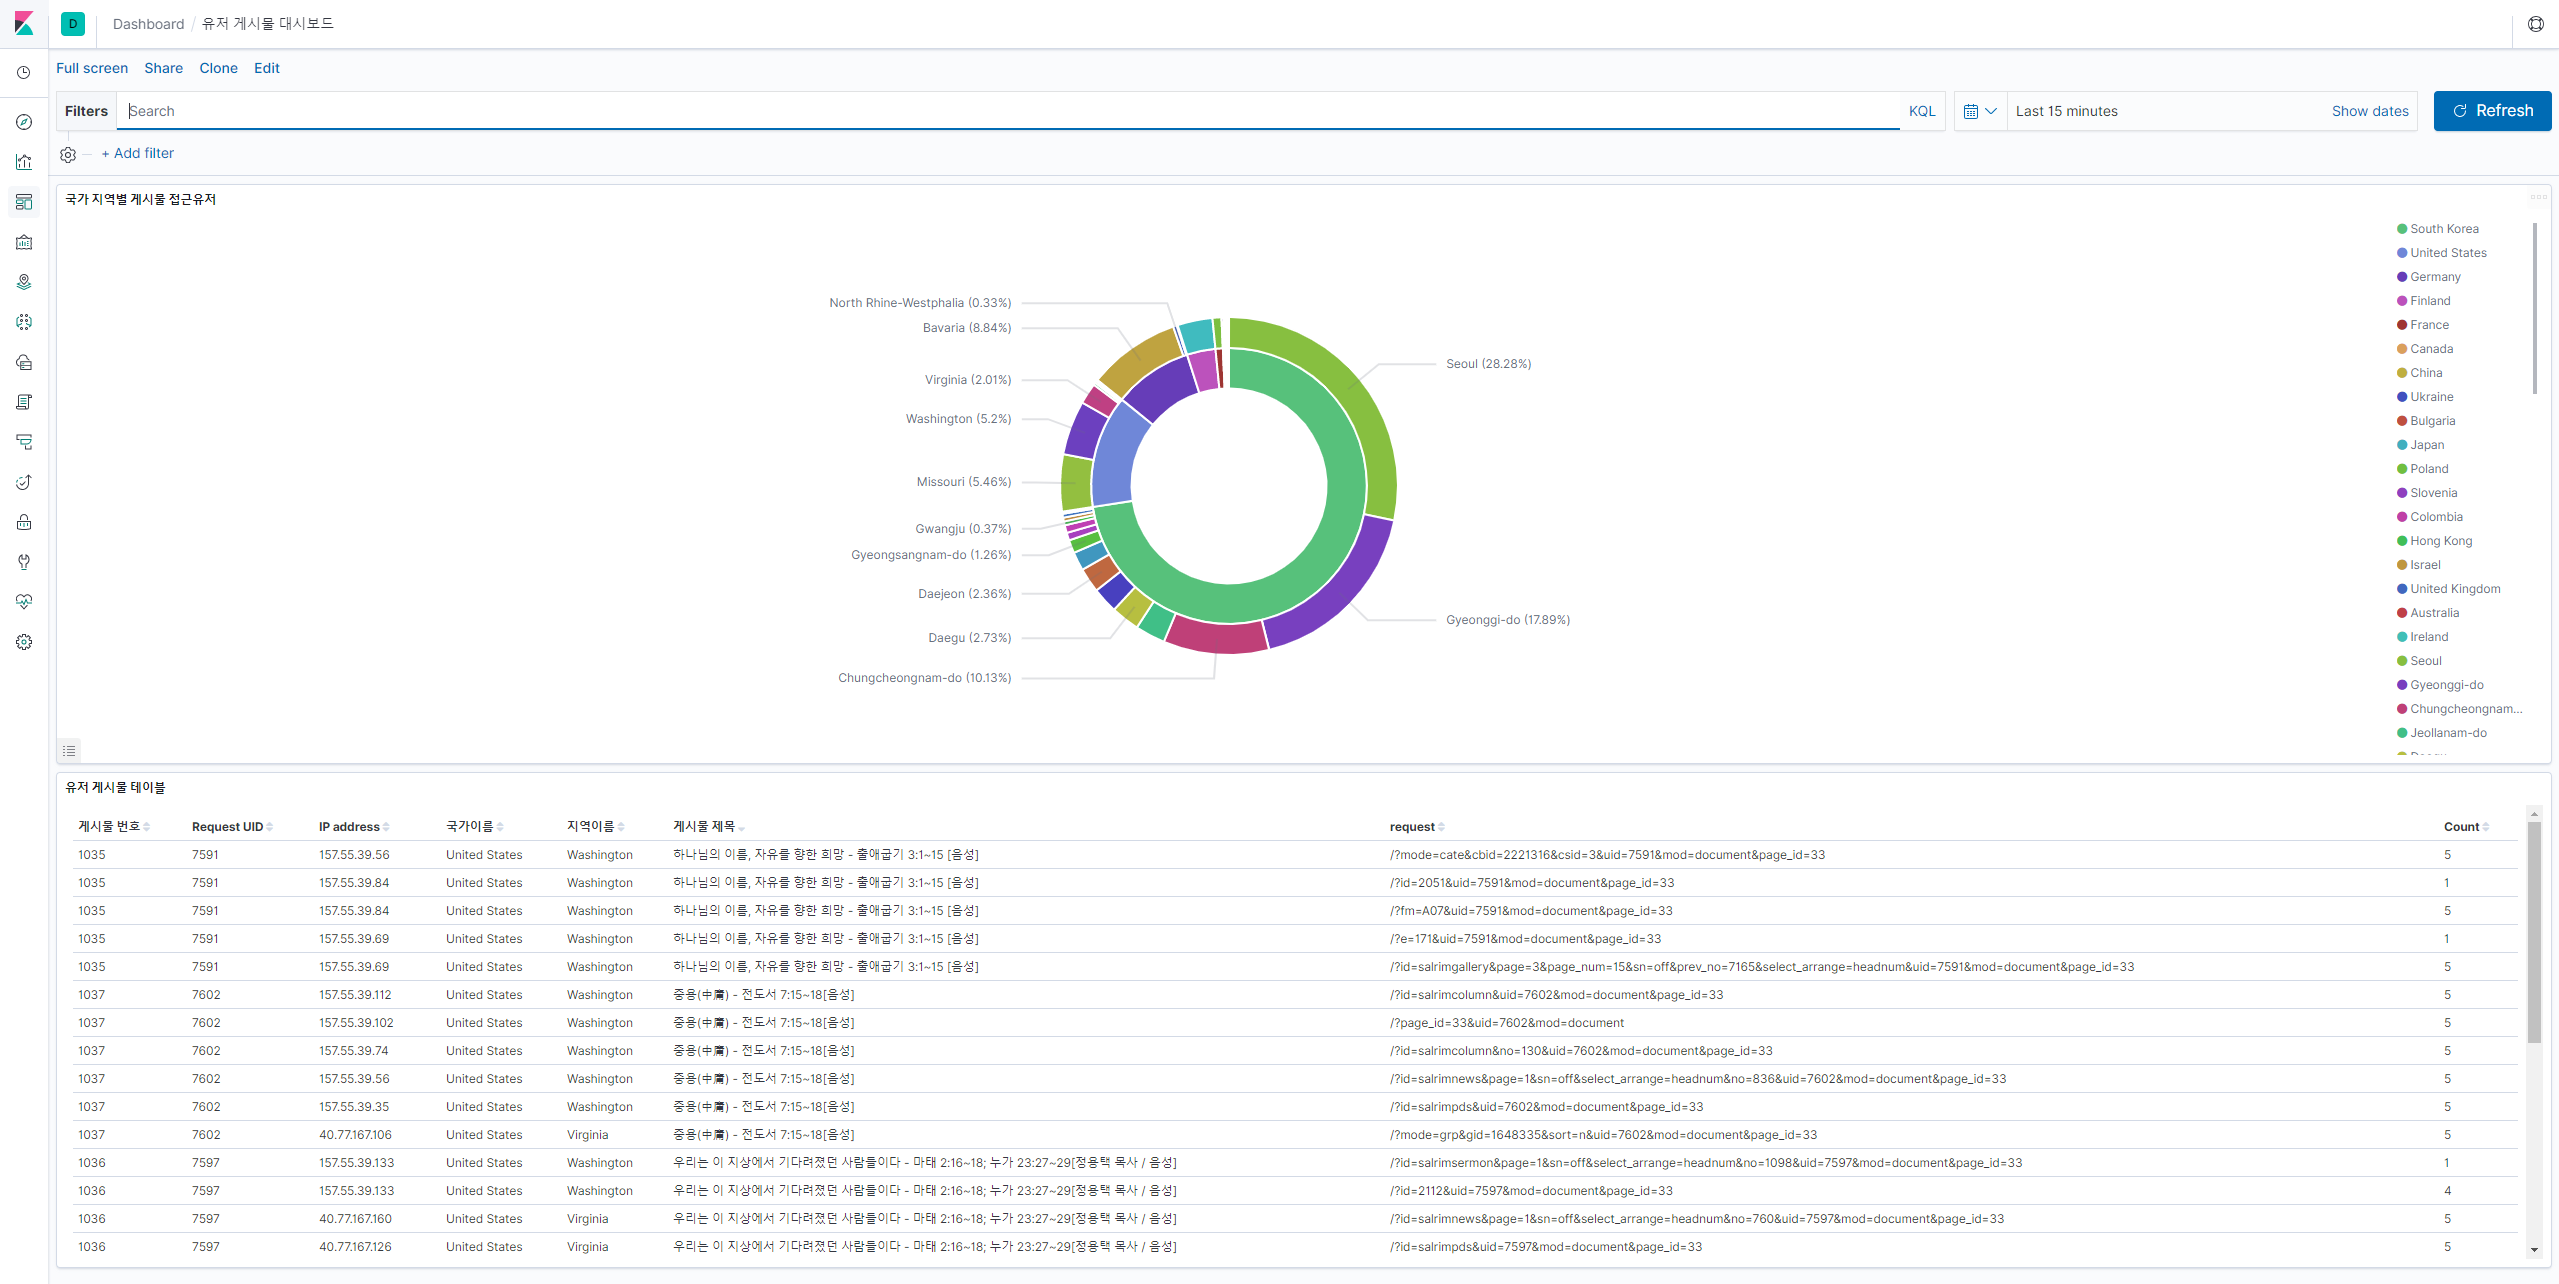 D Dashboard / 유저 게시물 대시보드
Full screen Share Clone Edit
Filters Search KQL Last 15 minutes Show dates Refresh
+ Add filter
국가 지역별 게시물 접근유저
North Rhine-Westphalia (0.33%)
Bavaria (8.84%)
Virginia (2.01%)
Washington (5.2%)
Missouri (5.46%)
Gwangju (0.37%)
Gyeongsangnam-do (1.26%)
Daejeon (2.36%)
Daegu (2.73%)
Chungcheongnam-do (10.13%)
Seoul (28.28%)
Gyeonggi-do (17.89%)
South Korea
United States
Germany
Finland
France
Canada
China
Ukraine
Bulgaria
Japan
Poland
Slovenia
Colombia
Hong Kong
Israel
United Kingdom
Australia
Ireland
Seoul
Gyeonggi-do
Chungcheongnam...
Jeollanam-do
유저 게시물 테이블
게시물 번호 Request UID IP address 국가이름 지역이름 게시물 제목 request Count
1035 7591 157.55.39.56 United States Washington 하나님의 이름, 자유를 향한 희망 - 출애굽기 3:1~15 [음성] /?mode=cate&cbid=2221316&csid=3&uid=7591&mod=document&page_id=33 5
1035 7591 157.55.39.84 United States Washington 하나님의 이름, 자유를 향한 희망 - 출애굽기 3:1~15 [음성] /?id=2051&uid=7591&mod=document&page_id=33 1
1035 7591 157.55.39.84 United States Washington 하나님의 이름, 자유를 향한 희망 - 출애굽기 3:1~15 [음성] /?fm=A07&uid=7591&mod=document&page_id=33 5
1035 7591 157.55.39.69 United States Washington 하나님의 이름, 자유를 향한 희망 - 출애굽기 3:1~15 [음성] /?e=171&uid=7591&mod=document&page_id=33 1
1035 7591 157.55.39.69 United States Washington 하나님의 이름, 자유를 향한 희망 - 출애굽기 3:1~15 [음성] /?id=salrimgallery&page=3&page_num=15&sn=off&prev_no=7165&select_arrange=headnum&uid=7591&mod=document&page_id=33 5
1037 7602 157.55.39.112 United States Washington 중용(中庸) - 전도서 7:15~18[음성] /?id=salrimcolumn&uid=7602&mod=document&page_id=33 5
1037 7602 157.55.39.102 United States Washington 중용(中庸) - 전도서 7:15~18[음성] /?page_id=33&uid=7602&mod=document 5
1037 7602 157.55.39.74 United States Washington 중용(中庸) - 전도서 7:15~18[음성] /?id=salrimcolumn&no=130&uid=7602&mod=document&page_id=33 5
1037 7602 157.55.39.56 United States Washington 중용(中庸) - 전도서 7:15~18[음성] /?id=salrimnews&page=1&sn=off&select_arrange=headnum&no=836&uid=7602&mod=document&page_id=33 5
1037 7602 157.55.39.35 United States Washington 중용(中庸) - 전도서 7:15~18[음성] /?id=salrimpds&uid=7602&mod=document&page_id=33 5
1037 7602 40.77.167.106 United States Virginia 중용(中庸) - 전도서 7:15~18[음성] /?mode=grp&gid=1648335&sort=n&uid=7602&mod=document&page_id=33 5
1036 7597 157.55.39.133 United States Washington 우리는 이 지상에서 기다려졌던 사람들이다 - 마태 2:16~18; 누가 23:27~29[정용택 목사 / 음성] /?id=salrimsermon&page=1&sn=off&select_arrange=headnum&no=1098&uid=7597&mod=document&page_id=33 1
1036 7597 157.55.39.133 United States Washington 우리는 이 지상에서 기다려졌던 사람들이다 - 마태 2:16~18; 누가 23:27~29[정용택 목사 / 음성] /?id=2112&uid=7597&mod=document&page_id=33 4
1036 7597 40.77.167.160 United States Virginia 우리는 이 지상에서 기다려졌던 사람들이다 - 마태 2:16~18; 누가 23:27~29[정용택 목사 / 음성] /?id=salrimnews&page=1&sn=off&select_arrange=headnum&no=760&uid=7597&mod=document&page_id=33 5
1036 7597 40.77.167.126 United States Virginia 우리는 이 지상에서 기다려졌던 사람들이다 - 마태 2:16~18; 누가 23:27~29[정용택 목사 / 음성] /?id=salrimpds&uid=7597&mod=document&page_id=33 5